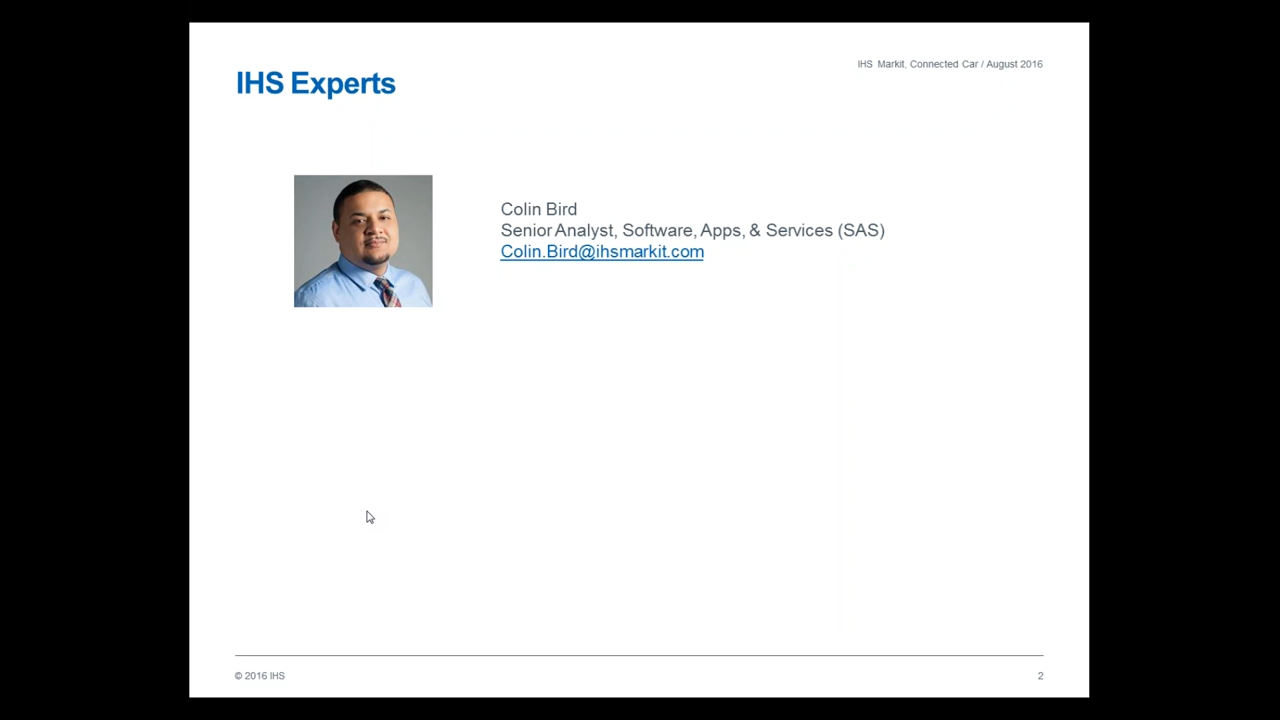 IHS Markit, Connected Car / August 2016
IHS Experts
Colin Bird
Senior Analyst, Software, Apps, & Services (SAS)
Colin.Bird@ihsmarkit.com
© 2016 IHS
2